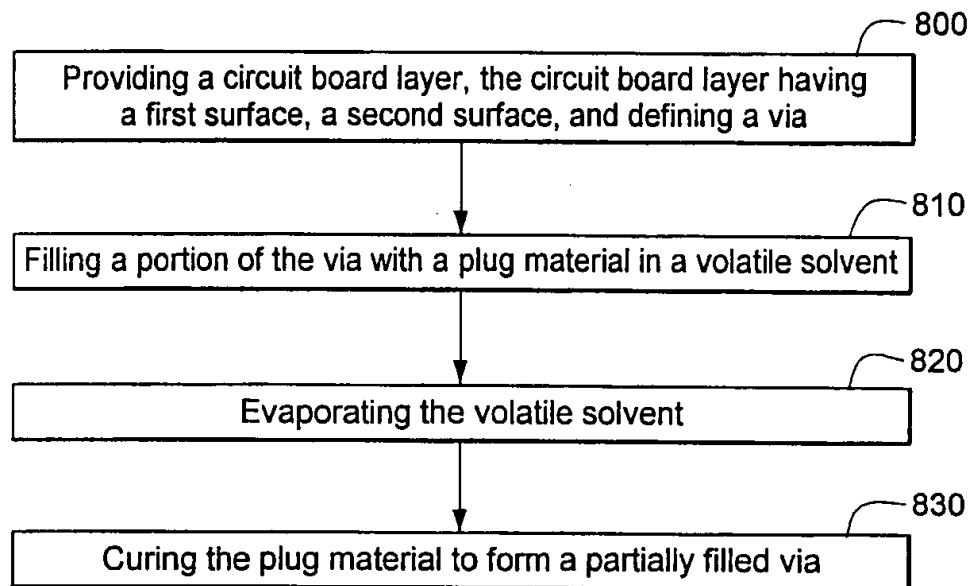 800
Providing a circuit board layer, the circuit board layer having
a first surface, a second surface, and defining a via
810
Filling a portion of the via with a plug material in a volatile solvent
820
Evaporating the volatile solvent
830
Curing the plug material to form a partially filled via